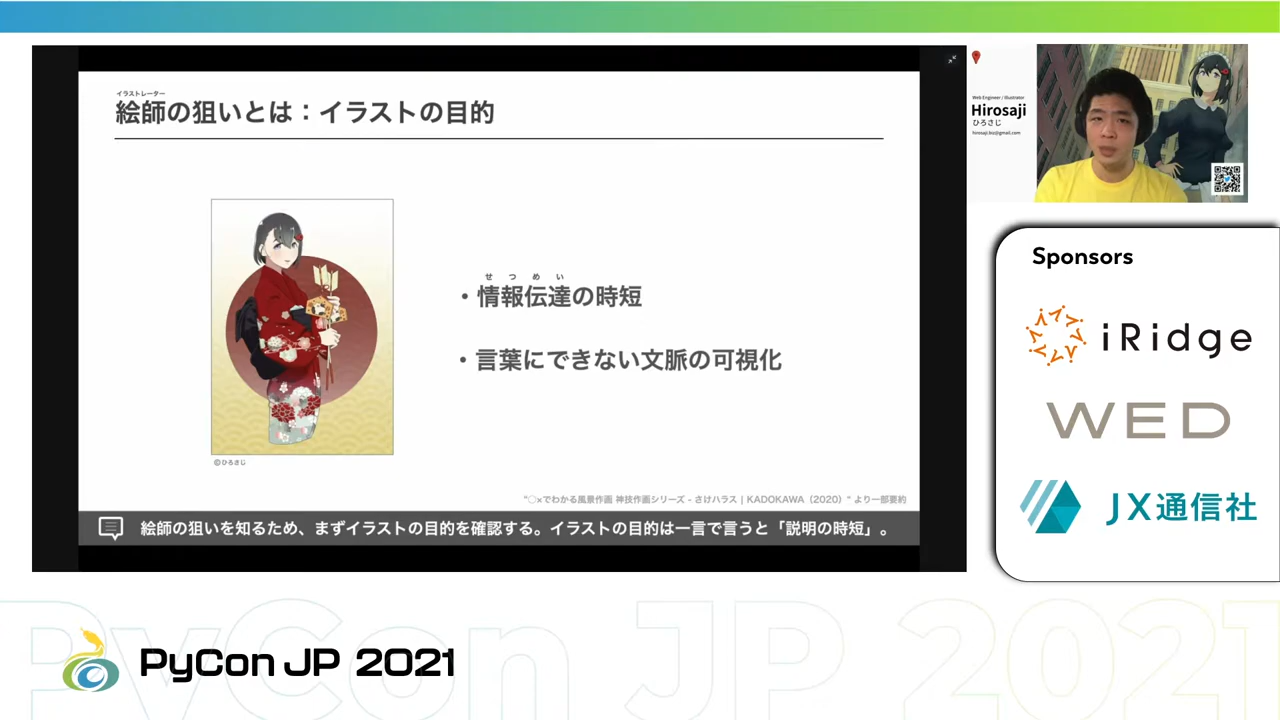 イラストレーター
絵師の狙いとは：イラストの目的
せつめい
・情報伝達の時短
・言葉にできない文脈の可視化
©ひろさじ
"○×でわかる風景作画 神技作画シリーズ - さけハラス | KADOKAWA（2020）" より一部要約
絵師の狙いを知るため、まずイラストの目的を確認する。イラストの目的は一言で言うと「説明の時短」。
Web Engineer / Illustrator
Hirosaji
ひろさじ
hirosaji.biz@gmail.com
Sponsors
iRidge
WED
JX通信社
PyCon JP 2021
PyCon JP 2021